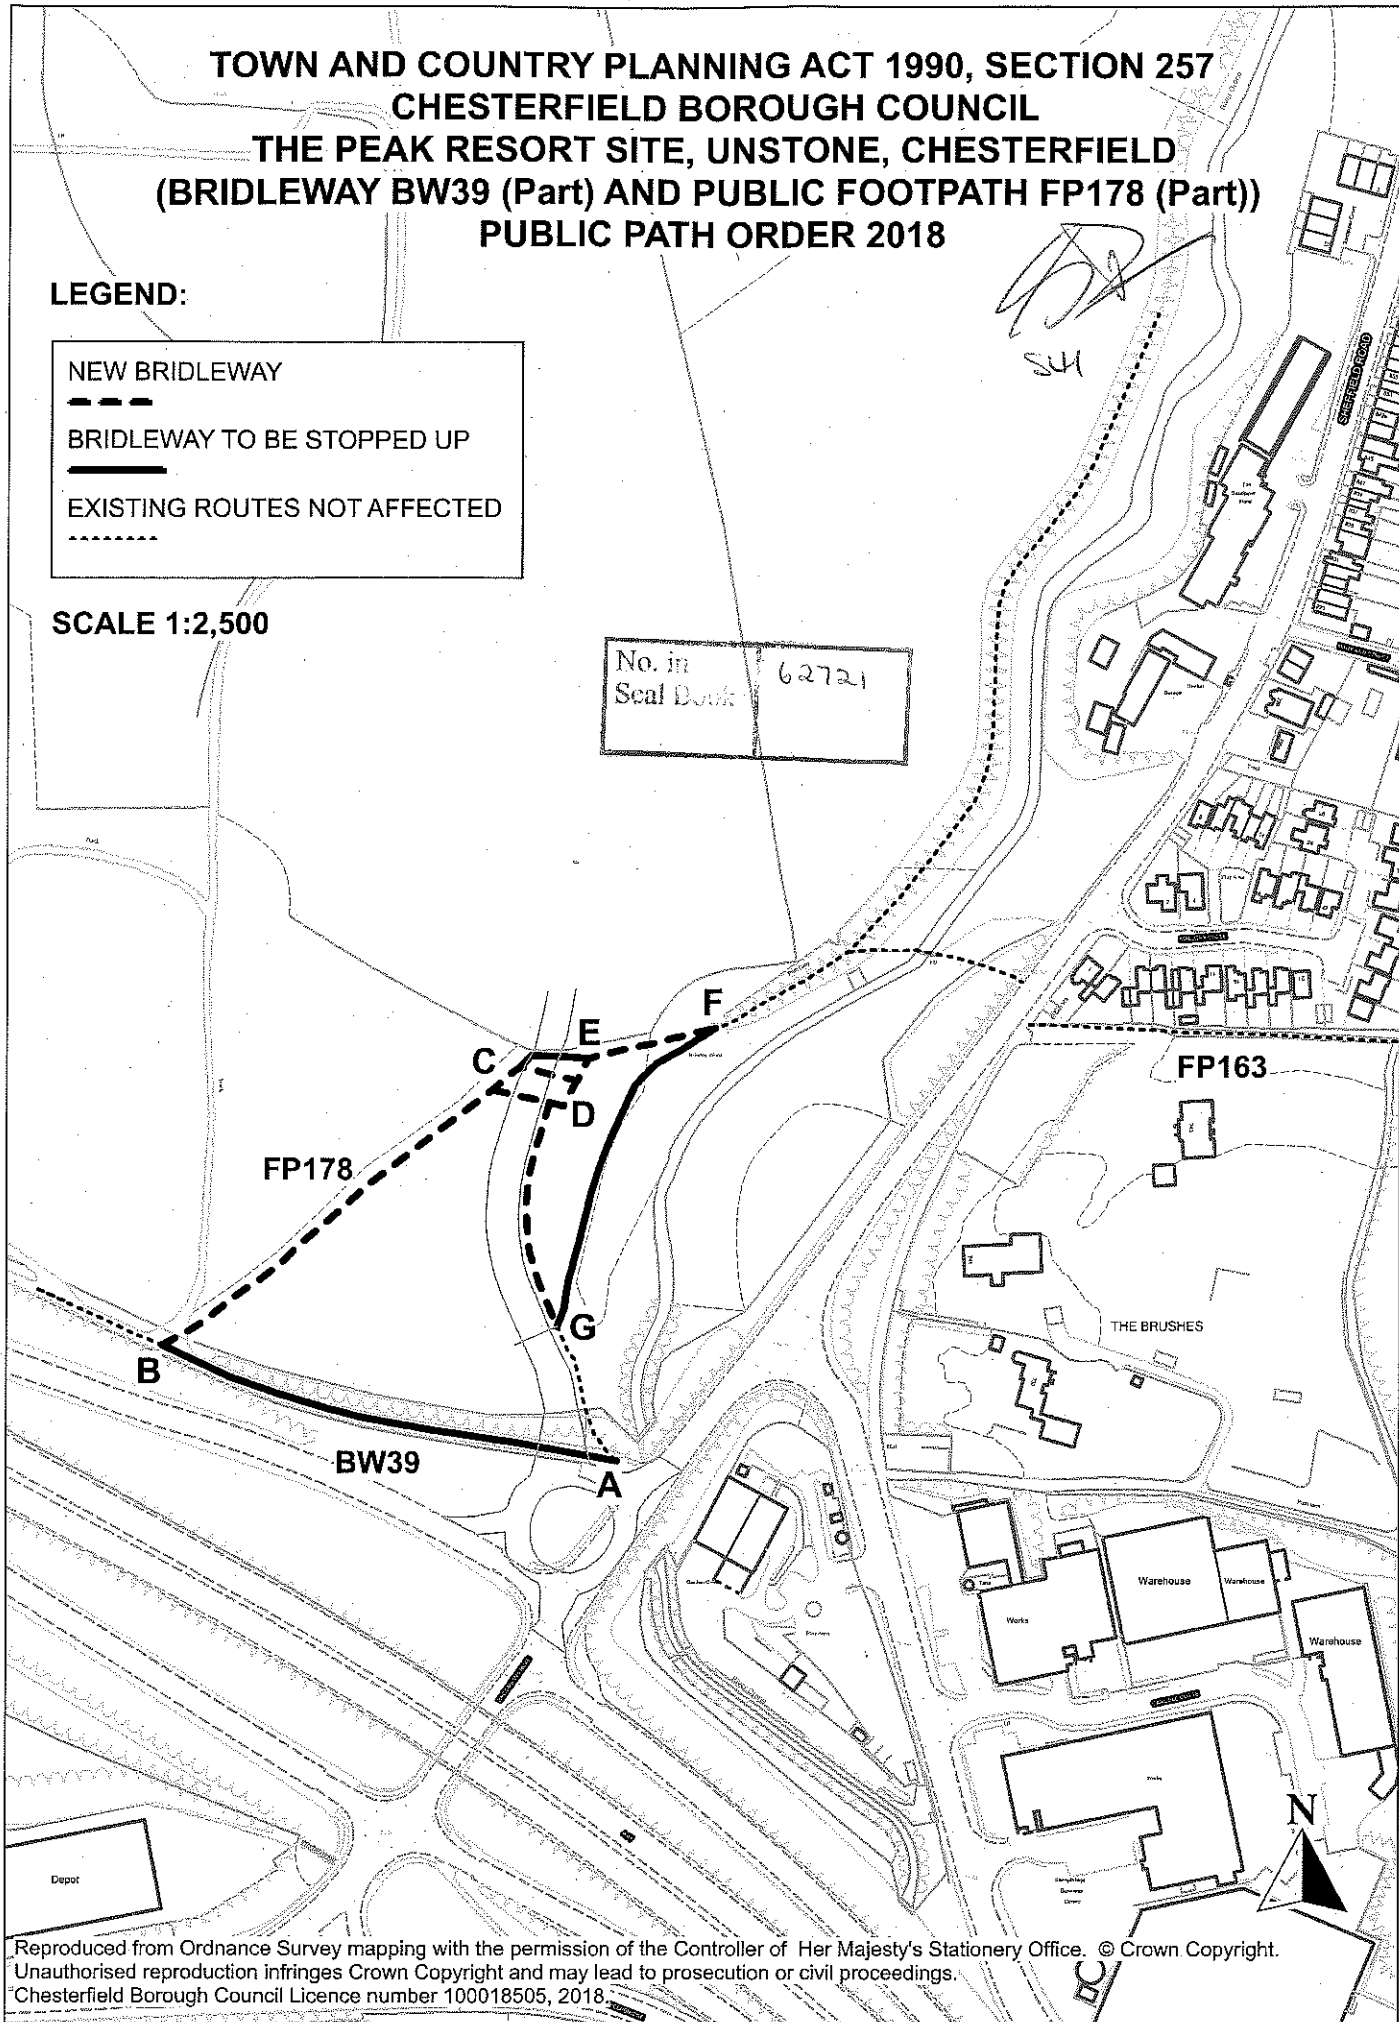 TOWN AND COUNTRY PLANNING ACT 1990, SECTION 257
CHESTERFIELD BOROUGH COUNCIL
THE PEAK RESORT SITE, UNSTONE, CHESTERFIELD
(BRIDLEWAY BW39 (Part) AND PUBLIC FOOTPATH FP178 (Part))
PUBLIC PATH ORDER 2018
LEGEND:
NEW BRIDLEWAY
BRIDLEWAY TO BE STOPPED UP
EXISTING ROUTES NOT AFFECTED
SCALE 1:2,500
SHEFFIELD ROAD
No. in 62721
Seal Book
F
E
C
D
FP163
FP178
G
THE BRUSHES
B
BW39
A
Works
Warehouse
Warehouse
Warehouse
Depot
N
Reproduced from Ordnance Survey mapping with the permission of the Controller of Her Majesty's Stationery Office. © Crown Copyright.
Unauthorised reproduction infringes Crown Copyright and may lead to prosecution or civil proceedings.
Chesterfield Borough Council Licence number 100018505, 2018.